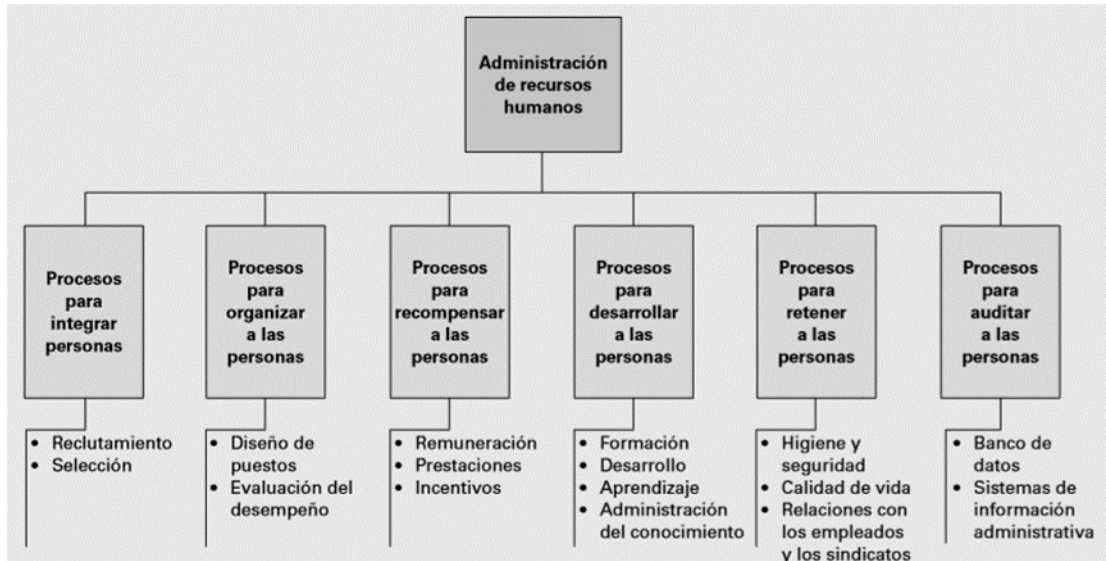 Administración
de recursos
humanos
Procesos
para
integrar
personas
Procesos
para
organizar
a las
personas
Procesos
para
recompensar
a las
personas
Procesos
para
desarrollar
a las
personas
Procesos
para
retener
a las
personas
Procesos
para
auditar
a las
personas
• Reclutamiento
• Selección
• Diseño de
puestos
• Evaluación del
desempeño
• Remuneración
• Prestaciones
• Incentivos
• Formación
• Desarrollo
• Aprendizaje
• Administración
del conocimiento
• Higiene y
seguridad
• Calidad de vida
• Relaciones con
los empleados
y los sindicatos
• Banco de
datos
• Sistemas de
información
administrativa